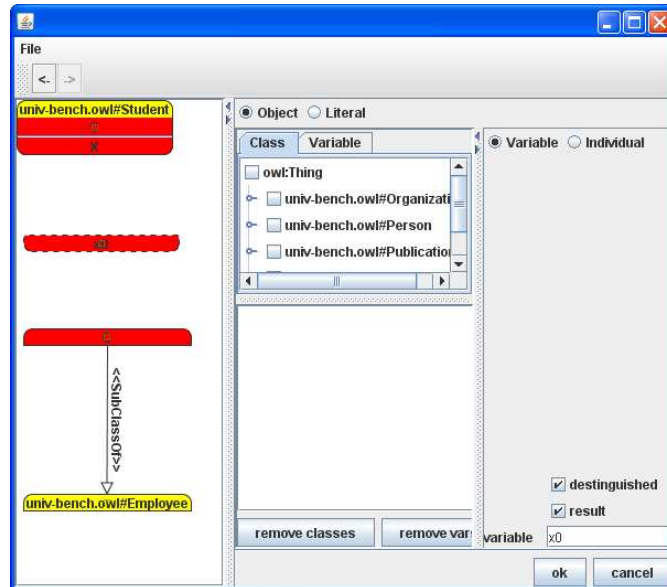 File
<- ->
univ-bench.owl#Student
X
x0
<<SubClassOf>>
univ-bench.owl#Employee
Object Literal
Class Variable
owl:Thing
univ-bench.owl#Organizati
univ-bench.owl#Person
univ-bench.owl#Publication
remove classes remove vars
Variable Individual
destinguished
result
variable x0
ok cancel